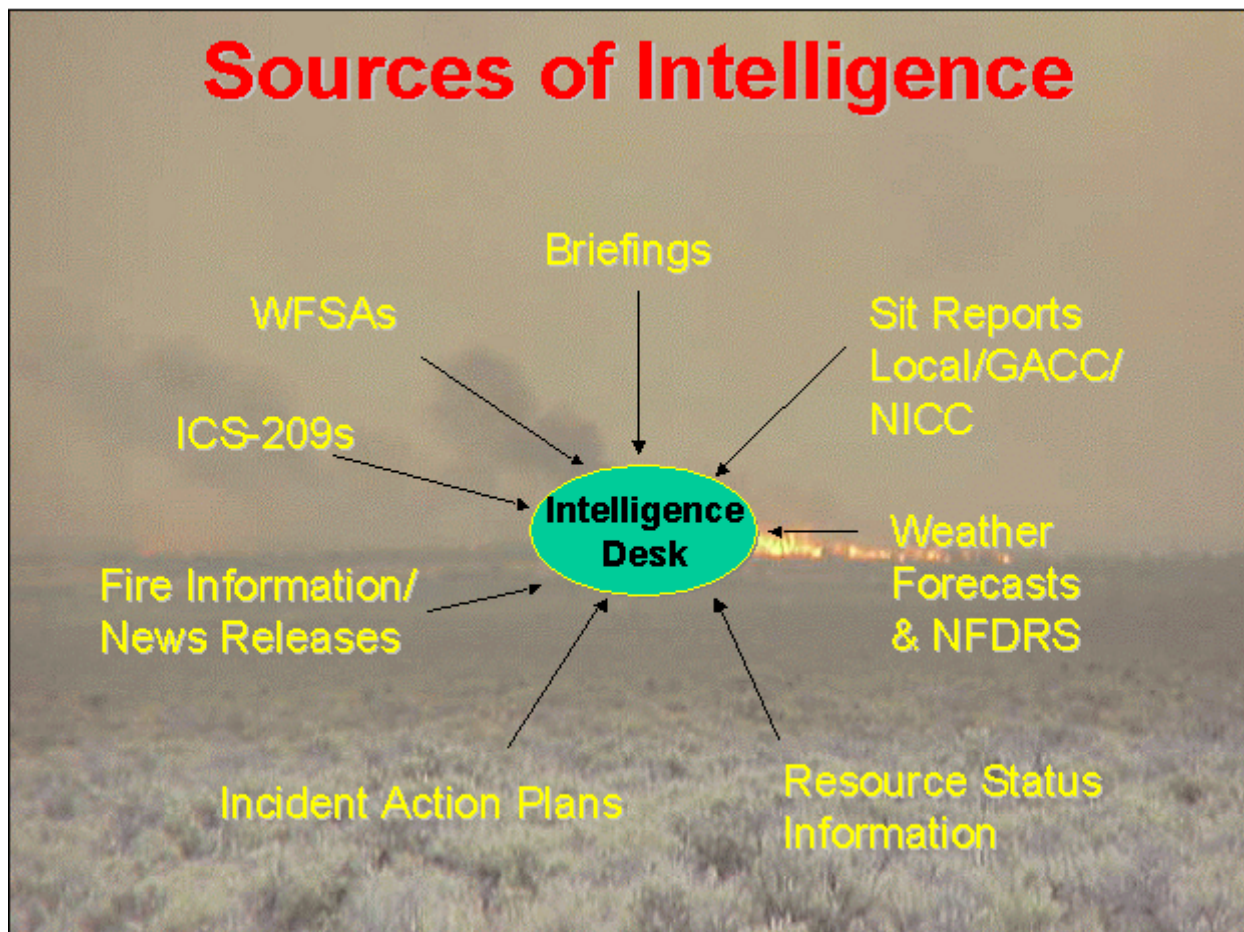 Sources of Intelligence
Briefings
WFSAs
Sit Reports
Local/GACC/
NICC
ICS-209s
Intelligence
Desk
Weather
Forecasts
& NFDRS
Fire Information/
News Releases
Incident Action Plans
Resource Status
Information